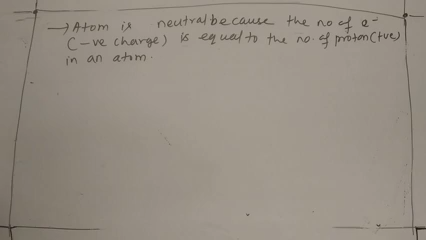 → Atom is neutral because the no of e-
(-ve charge) is equal to the no. of proton (+ve)
in an atom.